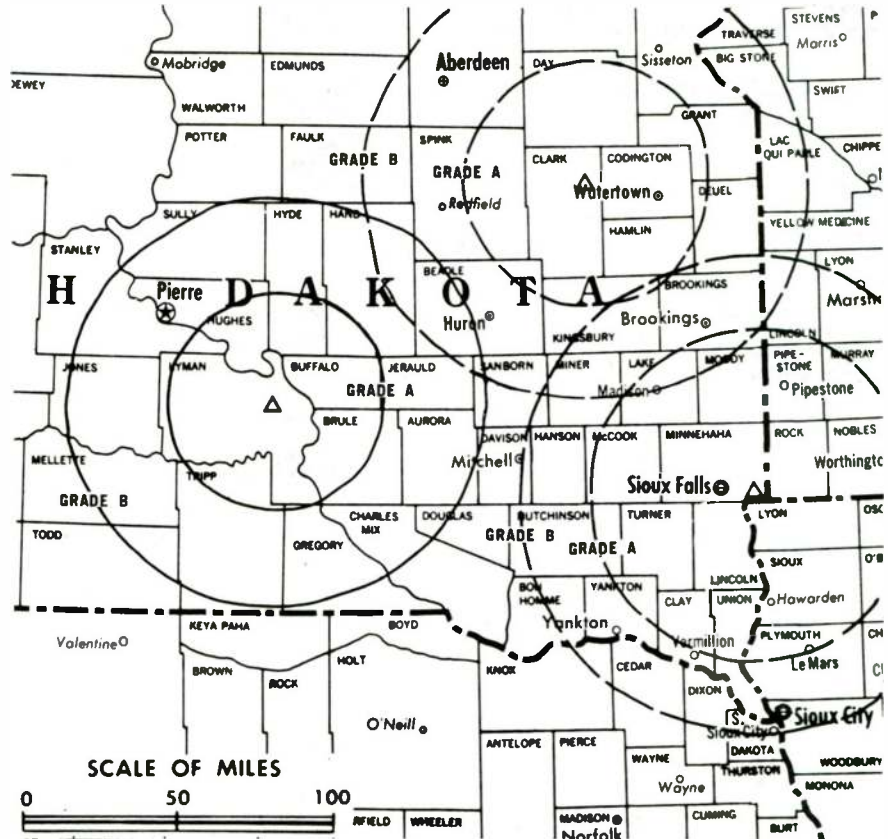 STEVENS
TRAVERSE
Morris
Sisseton
BIG STONE
Mobridge
EDMUNDS
Aberdeen
DAY
DEWEY
SWIFT
WALWORTH
GRANT
POTTER
FAULK
SPINK
LAC
QUI PARLE
CHIPPE
GRADE B
GRADE A
CLARK
CODINGTON
Watertown
DEUEL
Redfield
SULLY
HYDE
HAND
YELLOW MEDICINE
HAMLIN
STANLEY
LYON
BEADLE
BROOKINGS
H DAKOTA
Pierre
Marsh
HUGHES
Huron
Brookings
KINGSBURY
LINCOLN
JONES
LYMAN
BUFFALO
JERAULD
SANBORN
MINER
LAKE
MOODY
PIPE-
STONE
MURRAY
GRADE A
Madison
Pipestone
BRULE
AURORA
DAVISON
HANSON
McCOOK
MINNEHAHA
ROCK
NOBLES
MELLETTE
Mitchell
Worthingto
TRIPP
GRADE B
Sioux Falls
LYON
OSC
CHARLES
MIX
DOUGLAS
HUTCHINSON
TURNER
TODD
GREGORY
GRADE B
GRADE A
SIOUX
O'B
BON
HOMME
YANKTON
CLAY
LINCOLN
UNION
Hawarden
KEYA PAHA
BOYD
Yankton
PLYMOUTH
CH
Valentine
Vermillion
Le Mars
BROWN
ROCK
HOLT
KNOX
CEDAR
DIXON
O'Neill
S.
Sioux City
Sioux City
ANTELOPE
PIERCE
DAKOTA
WAYNE
THURSTON
WOODBURY
SCALE OF MILES
Wayne
MONONA
0 50 100
RFIELD
WHEELER
MADISON
CUMING
BURT
Norfolk